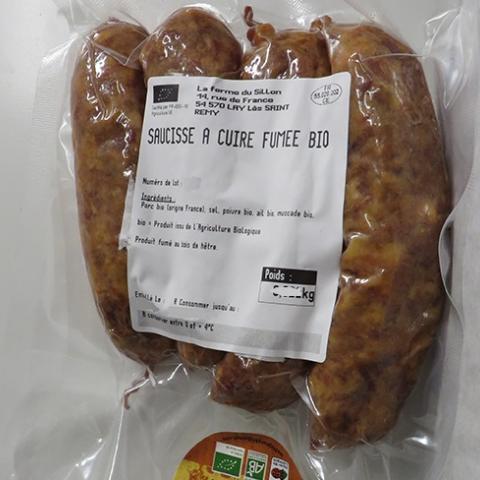 La ferme du Sillon
14, rue de France
54 570 LAY Lès SAINT
REMY
SAUCISSE A CUIRE FUMEE BIO
Numéro de lot :
Ingrédients :
Porc bio (origine France), sel, poivre bio, ail bio, muscade bio.
bio = Produit issu de L'Agriculture Biologique
Produit fumé au bois de hêtre.
Poids :
kg
Emballé Le : A Consommer jusqu'au :
A conserver entre 0 et + 4°C
AB